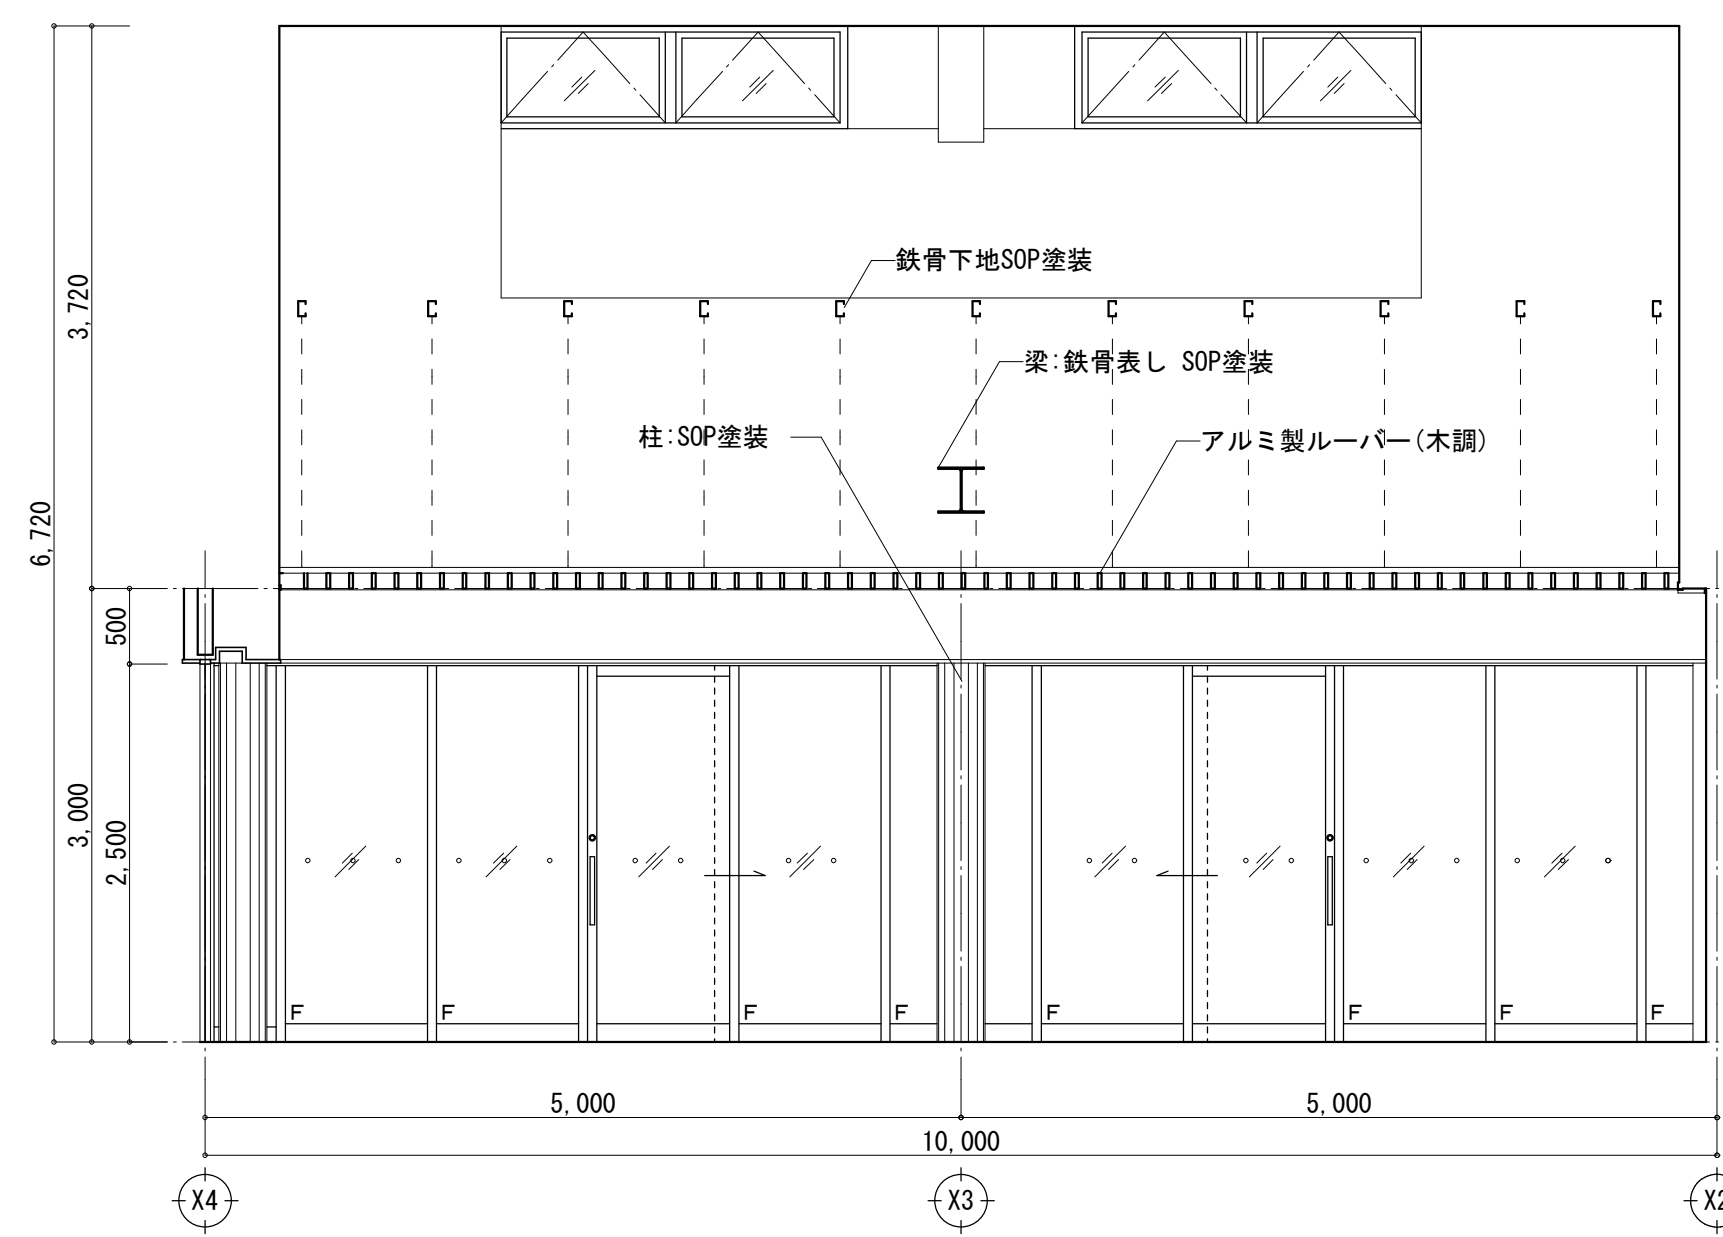 鉄骨下地SOP塗装
3,720
梁:鉄骨表し SOP塗装
柱:SOP塗装
アルミ製ルーバー(木調)
6,720
500
3,000
2,500
F
F
F
F
F
F
F
F
5,000
5,000
10,000
X4
X3
X2